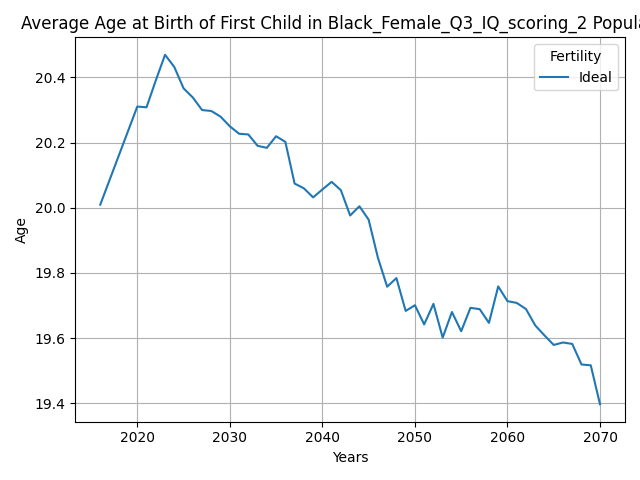 Average Age at Birth of First Child in Black_Female_Q3_IQ_scoring_2 Popula
Fertility
Ideal
20.4
20.2
20.0
19.8
19.6
19.4
Age
2020 2030 2040 2050 2060 2070
Years